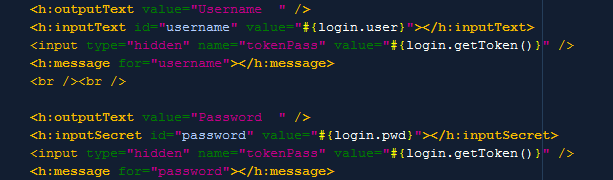 <h:outputText value="Username  " />
<h:inputText id="username" value="#{login.user}"></h:inputText>
<input type="hidden" name="tokenPass" value="#{login.getToken()}" />
<h:message for="username"></h:message>
<br /><br />
<h:outputText value="Password  " />
<h:inputSecret id="password" value="#{login.pwd}"></h:inputSecret>
<input type="hidden" name="tokenPass" value="#{login.getToken()}" />
<h:message for="password"></h:message>